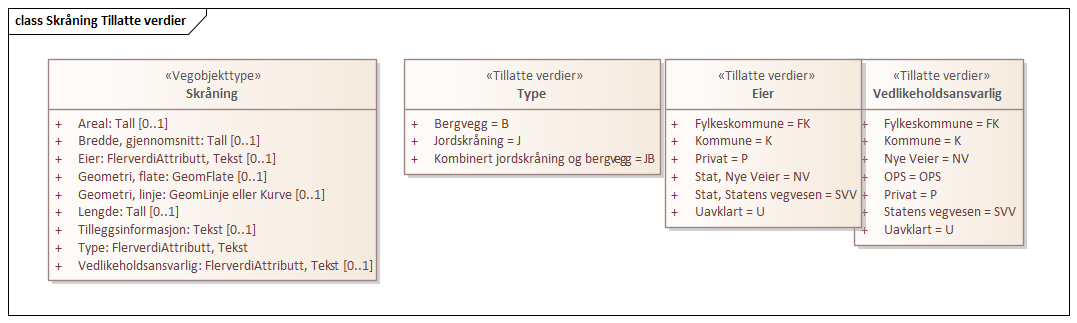 class Skråning Tillatte verdier
«Vegobjekttype»
Skråning
+ Areal: Tall [0..1]
+ Bredde, gjennomsnitt: Tall [0..1]
+ Eier: FlerverdiAttributt, Tekst [0..1]
+ Geometri, flate: GeomFlate [0..1]
+ Geometri, linje: GeomLinje eller Kurve [0..1]
+ Lengde: Tall [0..1]
+ Tilleggsinformasjon: Tekst [0..1]
+ Type: FlerverdiAttributt, Tekst
+ Vedlikeholdsansvarlig: FlerverdiAttributt, Tekst [0..1]
«Tillatte verdier»
Type
+ Bergvegg = B
+ Jordskråning = J
+ Kombinert jordskråning og bergvegg = JB
«Tillatte verdier»
Eier
+ Fylkeskommune = FK
+ Kommune = K
+ Privat = P
+ Stat, Nye Veier = NV
+ Stat, Statens vegvesen = SVV
+ Uavklart = U
«Tillatte verdier»
Vedlikeholdsansvarlig
+ Fylkeskommune = FK
+ Kommune = K
+ Nye Veier = NV
+ OPS = OPS
+ Privat = P
+ Statens vegvesen = SVV
+ Uavklart = U